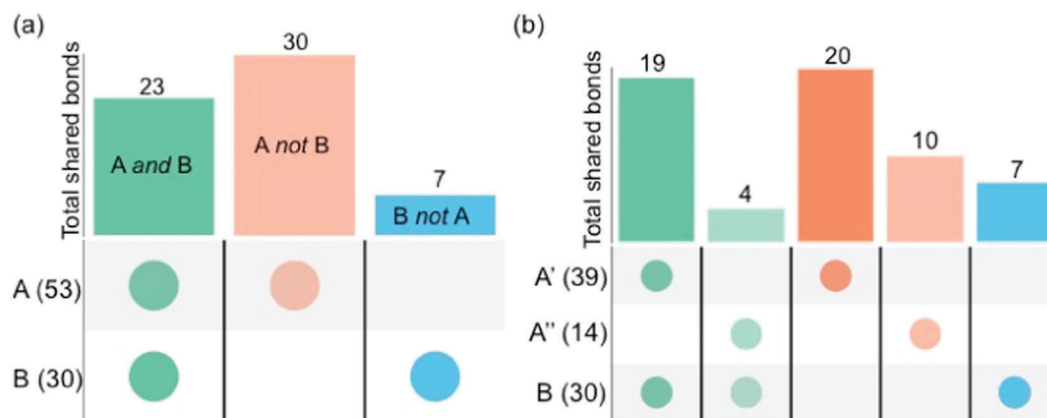 (a)
Total shared bonds
23
30
7
A and B
A not B
B not A
A (53)
B (30)
(b)
Total shared bonds
19
4
20
10
7
A' (39)
A'' (14)
B (30)